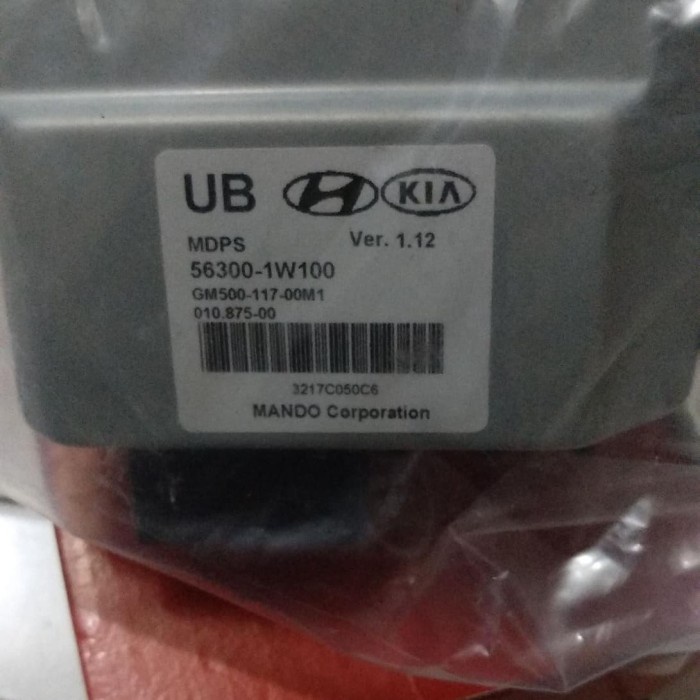 UB H KIA
MDPS Ver. 1.12
56300-1W100
GM500-117-00M1
010.875-00
3217C050C6
MANDO Corporation